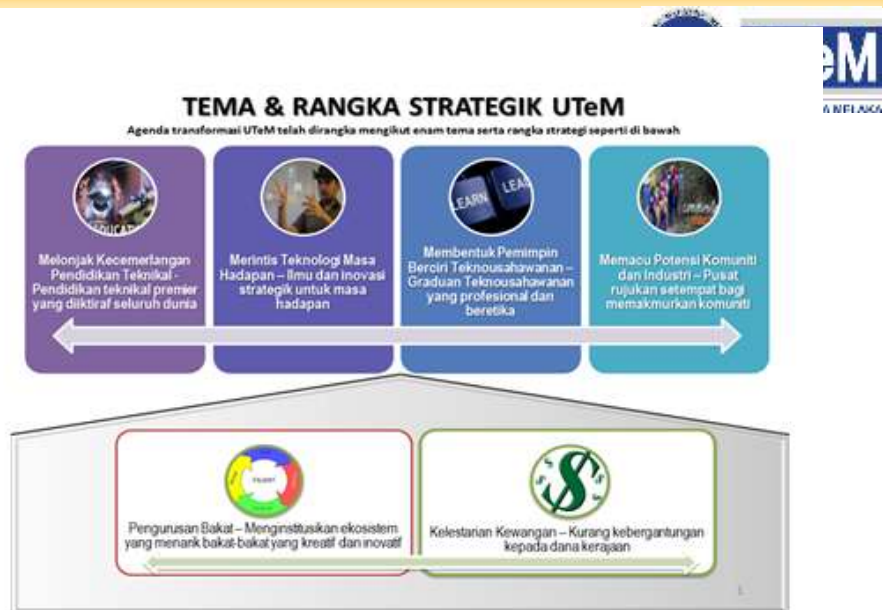 eM
A MELAKA
TEMA & RANGKA STRATEGIK UTeM
Agenda transformasi UTeM telah dirangka mengikut enam tema serta rangka strategi seperti di bawah
EDUCAT
Melonjak Kecemerlangan
Pendidikan Teknikal -
Pendidikan teknikal premier
yang diiktiraf seluruh dunia
Merintis Teknologi Masa
Hadapan – Ilmu dan inovasi
strategik untuk masa
hadapan
LEARN LEA
Membentuk Pemimpin
Berciri Teknousahawanan –
Graduan Teknousahawanan
yang profesional dan
beretika
Memacu Potensi Komuniti
dan Industri – Pusat
rujukan setempat bagi
memakmurkan komuniti
Pengurusan Bakat – Menginstitusikan ekosistem
yang menarik bakat-bakat yang kreatif dan inovatif
$
Kelestarian Kewangan – Kurang kebergantungan
kepada dana kerajaan